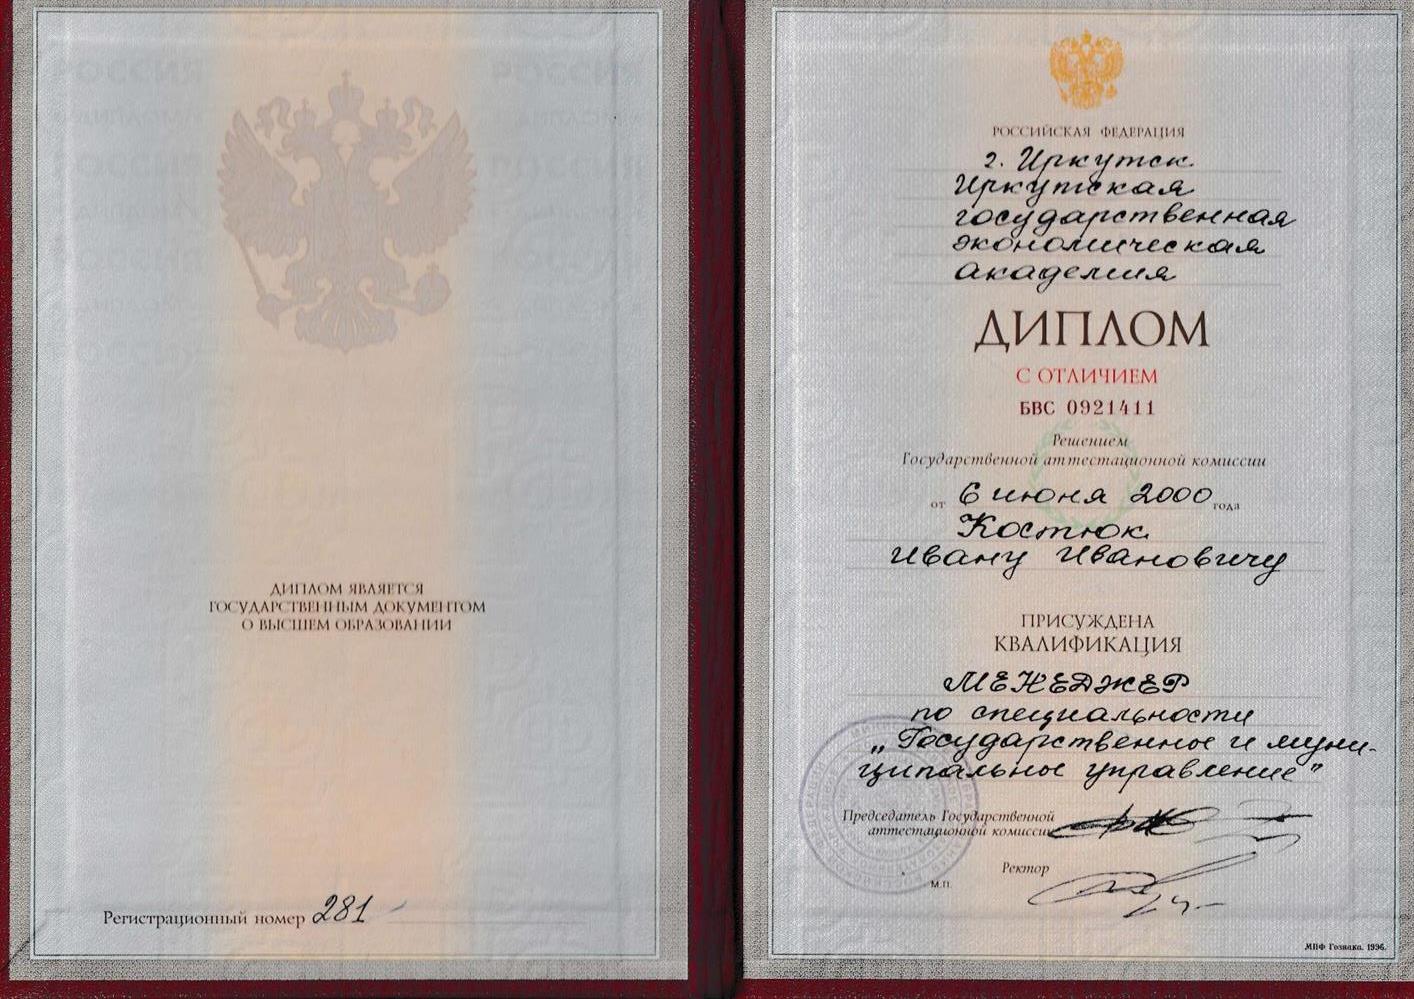 ДИПЛОМ ЯВЛЯЕТСЯ
ГОСУДАРСТВЕННЫМ ДОКУМЕНТОМ
О ВЫСШЕМ ОБРАЗОВАНИИ
Регистрационный номер 281
РОССИЙСКАЯ ФЕДЕРАЦИЯ
г. Иркутск
Иркутская
государственная
экономическая
академия
ДИПЛОМ
С ОТЛИЧИЕМ
БВС 0921411
Решением
Государственной аттестационной комиссии
от 6 июня 2000 года
Костюк
Ивану Ивановичу
ПРИСУЖДЕНА
КВАЛИФИКАЦИЯ
МЕНЕДЖЕР
по специальности
„Государственное и муни-
ципальное управление"
Председатель Государственной
аттестационной комиссии
Ректор
М.П.
МПФ Гознака. 1996.